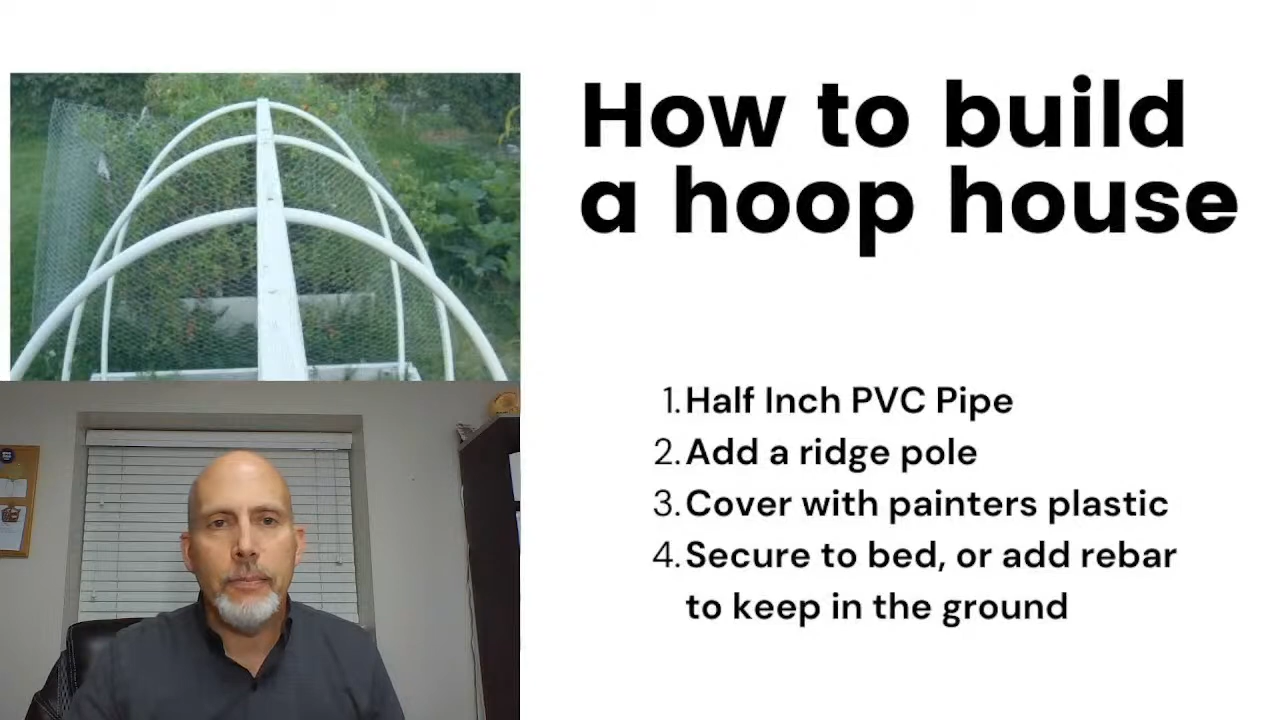 How to build
a hoop house
1. Half Inch PVC Pipe
2. Add a ridge pole
3. Cover with painters plastic
4. Secure to bed, or add rebar
to keep in the ground